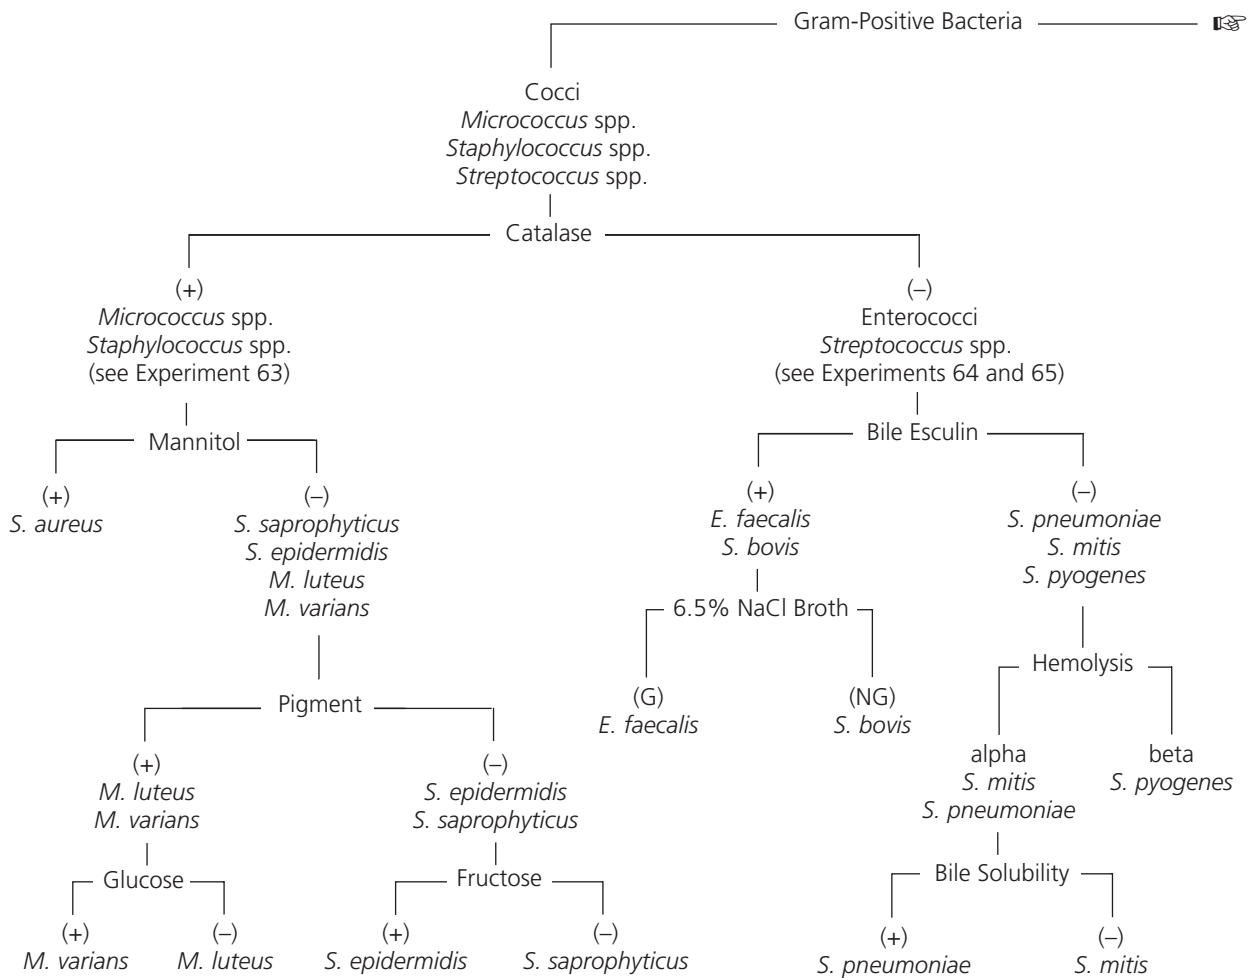 Gram-Positive Bacteria ☞
Cocci
Micrococcus spp.
Staphylococcus spp.
Streptococcus spp.
Catalase
(+)
Micrococcus spp.
Staphylococcus spp.
(see Experiment 63)
(–)
Enterococci
Streptococcus spp.
(see Experiments 64 and 65)
Mannitol
(+)
S. aureus
(–)
S. saprophyticus
S. epidermidis
M. luteus
M. varians
Pigment
(+)
M. luteus
M. varians
(–)
S. epidermidis
S. saprophyticus
Glucose
(+)
M. varians
(–)
M. luteus
Fructose
(+)
S. epidermidis
(–)
S. saprophyticus
Bile Esculin
(+)
E. faecalis
S. bovis
(–)
S. pneumoniae
S. mitis
S. pyogenes
6.5% NaCl Broth
(G)
E. faecalis
(NG)
S. bovis
Hemolysis
alpha
S. mitis
S. pneumoniae
beta
S. pyogenes
Bile Solubility
(+)
S. pneumoniae
(–)
S. mitis